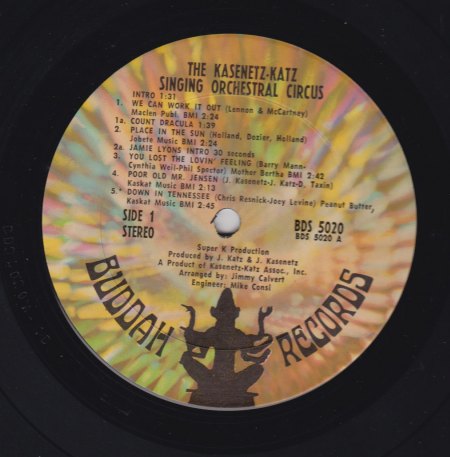 THE KASENETZ-KATZ
SINGING ORCHESTRAL CIRCUS
INTRO 1:31
1. WE CAN WORK IT OUT (Lennon & McCartney)
Maclen Publ. BMI 2:24
1a. COUNT DRACULA 1:39
2. PLACE IN THE SUN (Holland, Dozier, Holland)
Jobete Music BMI 2:24
2a. JAMIE LYONS INTRO 30 seconds
3. YOU LOST THE LOVIN' FEELING (Barry Mann-
Cynthia Weil-Phil Spector) Mother Bertha BMI 2:42
4. POOR OLD MR. JENSEN (J. Kasenetz-J. Katz-D. Taxin)
Kaskat Music BMI 2:13
5.* DOWN IN TENNESSEE (Chris Resnick-Joey Levine) Peanut Butter,
Kaskat Music BMI 2:45
SIDE 1
STEREO
BDS 5020
BDS 5020 A
Super K Production
Produced by J. Katz & J. Kasenetz
A Product of Kasenetz-Katz Assoc., Inc.
Arranged by: Jimmy Calvert
Engineer: Mike Consi
BUDDAH RECORDS